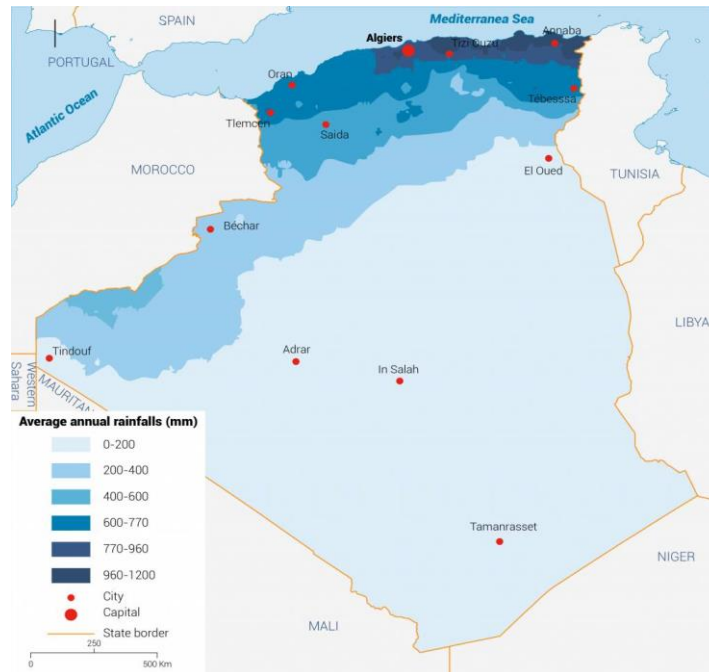 SPAIN
Mediterranea Sea
PORTUGAL
Algiers
Annaba
Tizi Ouzu
Atlantic Ocean
Oran
Tébesssa
Tlemcen
Saida
MOROCCO
El Oued
TUNISIA
Béchar
LIBYA
Tindouf
Adrar
In Salah
Western
Sahara
MAURITAN
Average annual rainfalls (mm)
0-200
200-400
400-600
600-770
770-960
960-1200
City
Capital
State border
250
0
500 Km
Tamanrasset
NIGER
MALI